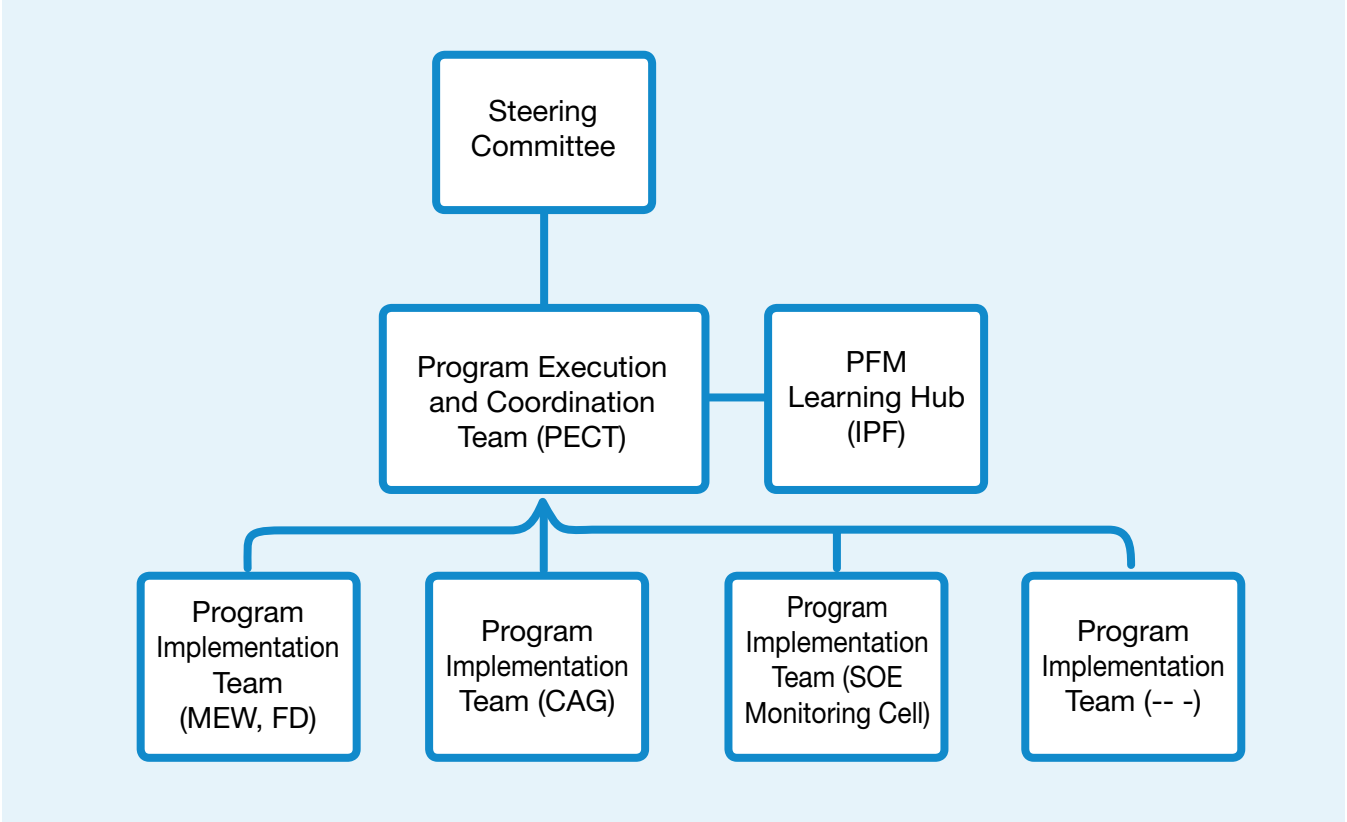 Steering
Committee
Program Execution
and Coordination
Team (PECT)
PFM
Learning Hub
(IPF)
Program
Implementation
Team
(MEW, FD)
Program
Implementation
Team (CAG)
Program
Implementation
Team (SOE
Monitoring Cell)
Program
Implementation
Team (-- -)